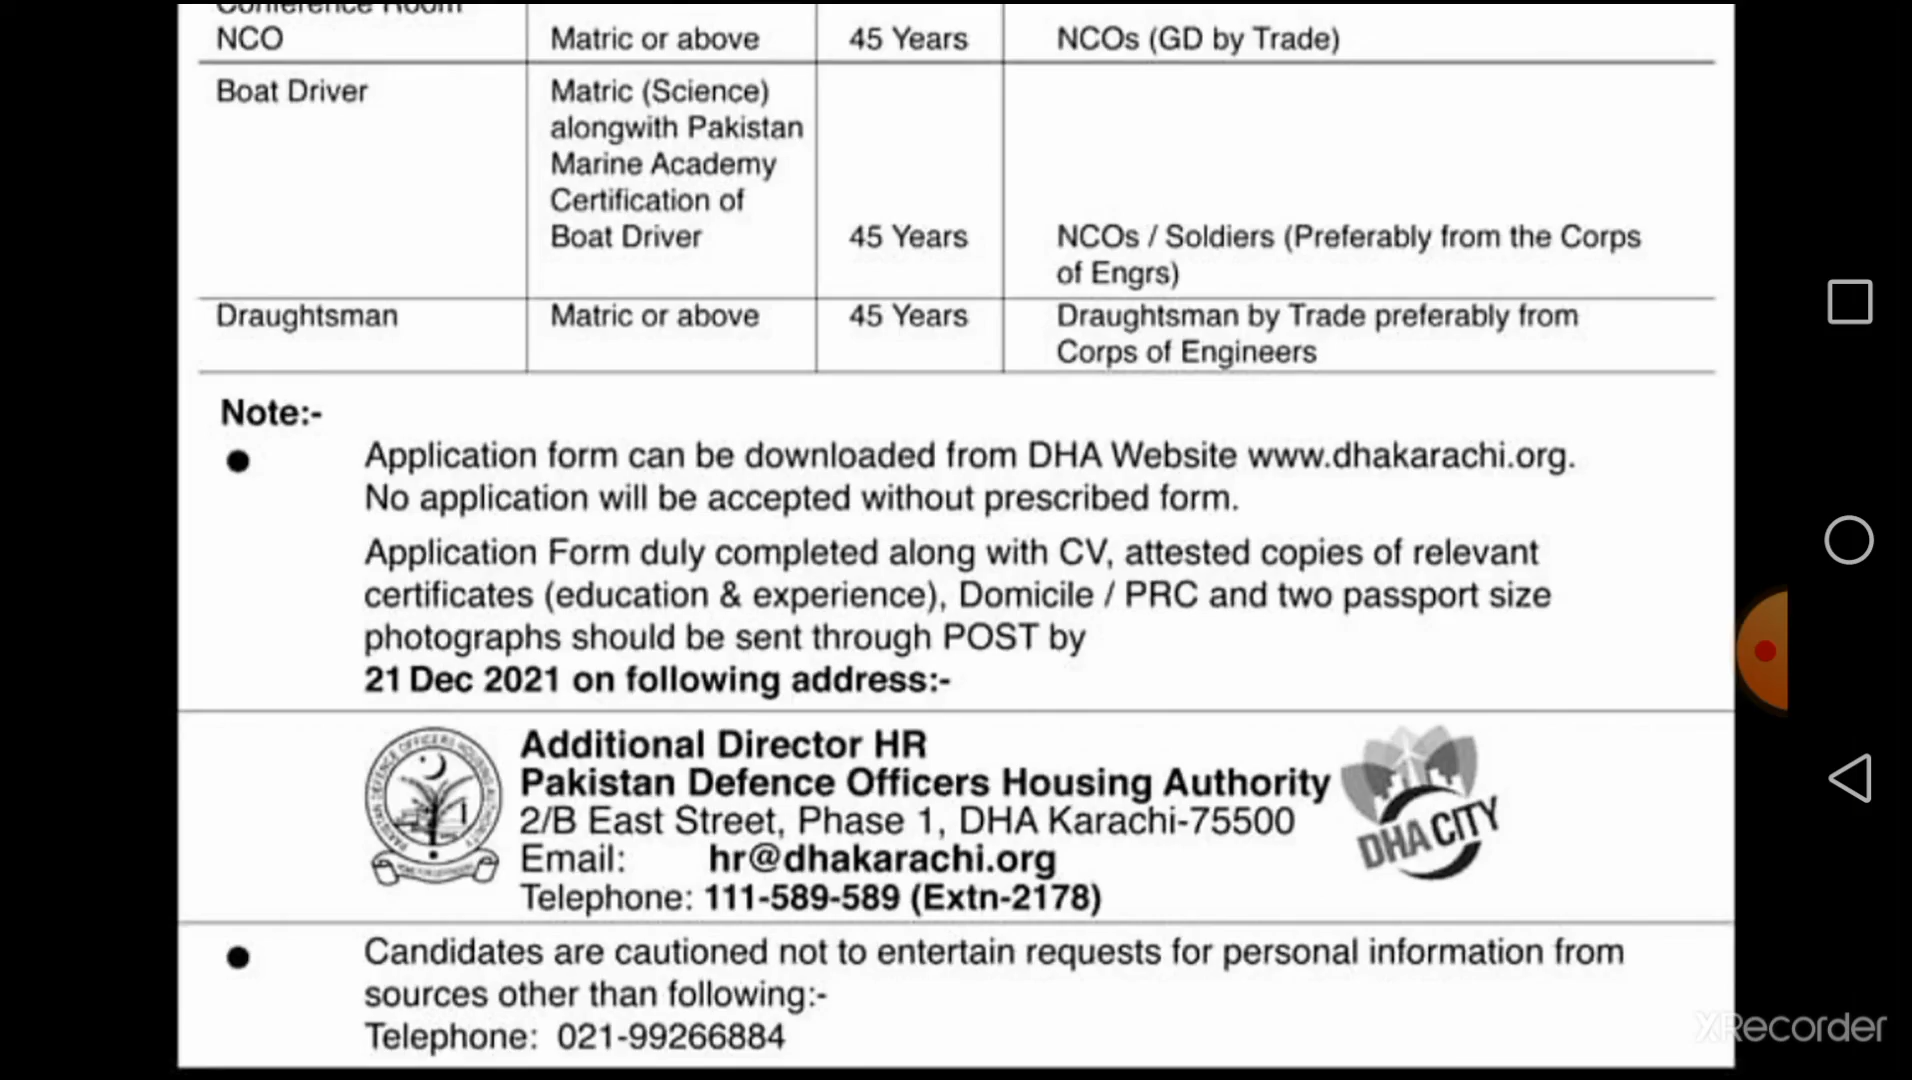 Conference Room
NCO Matric or above 45 Years NCOs (GD by Trade)
Boat Driver Matric (Science)
alongwith Pakistan
Marine Academy
Certification of
Boat Driver 45 Years NCOs / Soldiers (Preferably from the Corps
of Engrs)
Draughtsman Matric or above 45 Years Draughtsman by Trade preferably from
Corps of Engineers
Note:-
● Application form can be downloaded from DHA Website www.dhakarachi.org.
No application will be accepted without prescribed form.
Application Form duly completed along with CV, attested copies of relevant
certificates (education & experience), Domicile / PRC and two passport size
photographs should be sent through POST by
21 Dec 2021 on following address:-
PAKISTAN DEFENCE OFFICERS HOUSING AUTHORITY
Additional Director HR
Pakistan Defence Officers Housing Authority
2/B East Street, Phase 1, DHA Karachi-75500
Email: hr@dhakarachi.org
Telephone: 111-589-589 (Extn-2178)
DHA CITY
● Candidates are cautioned not to entertain requests for personal information from
sources other than following:-
Telephone: 021-99266884
XRecorder